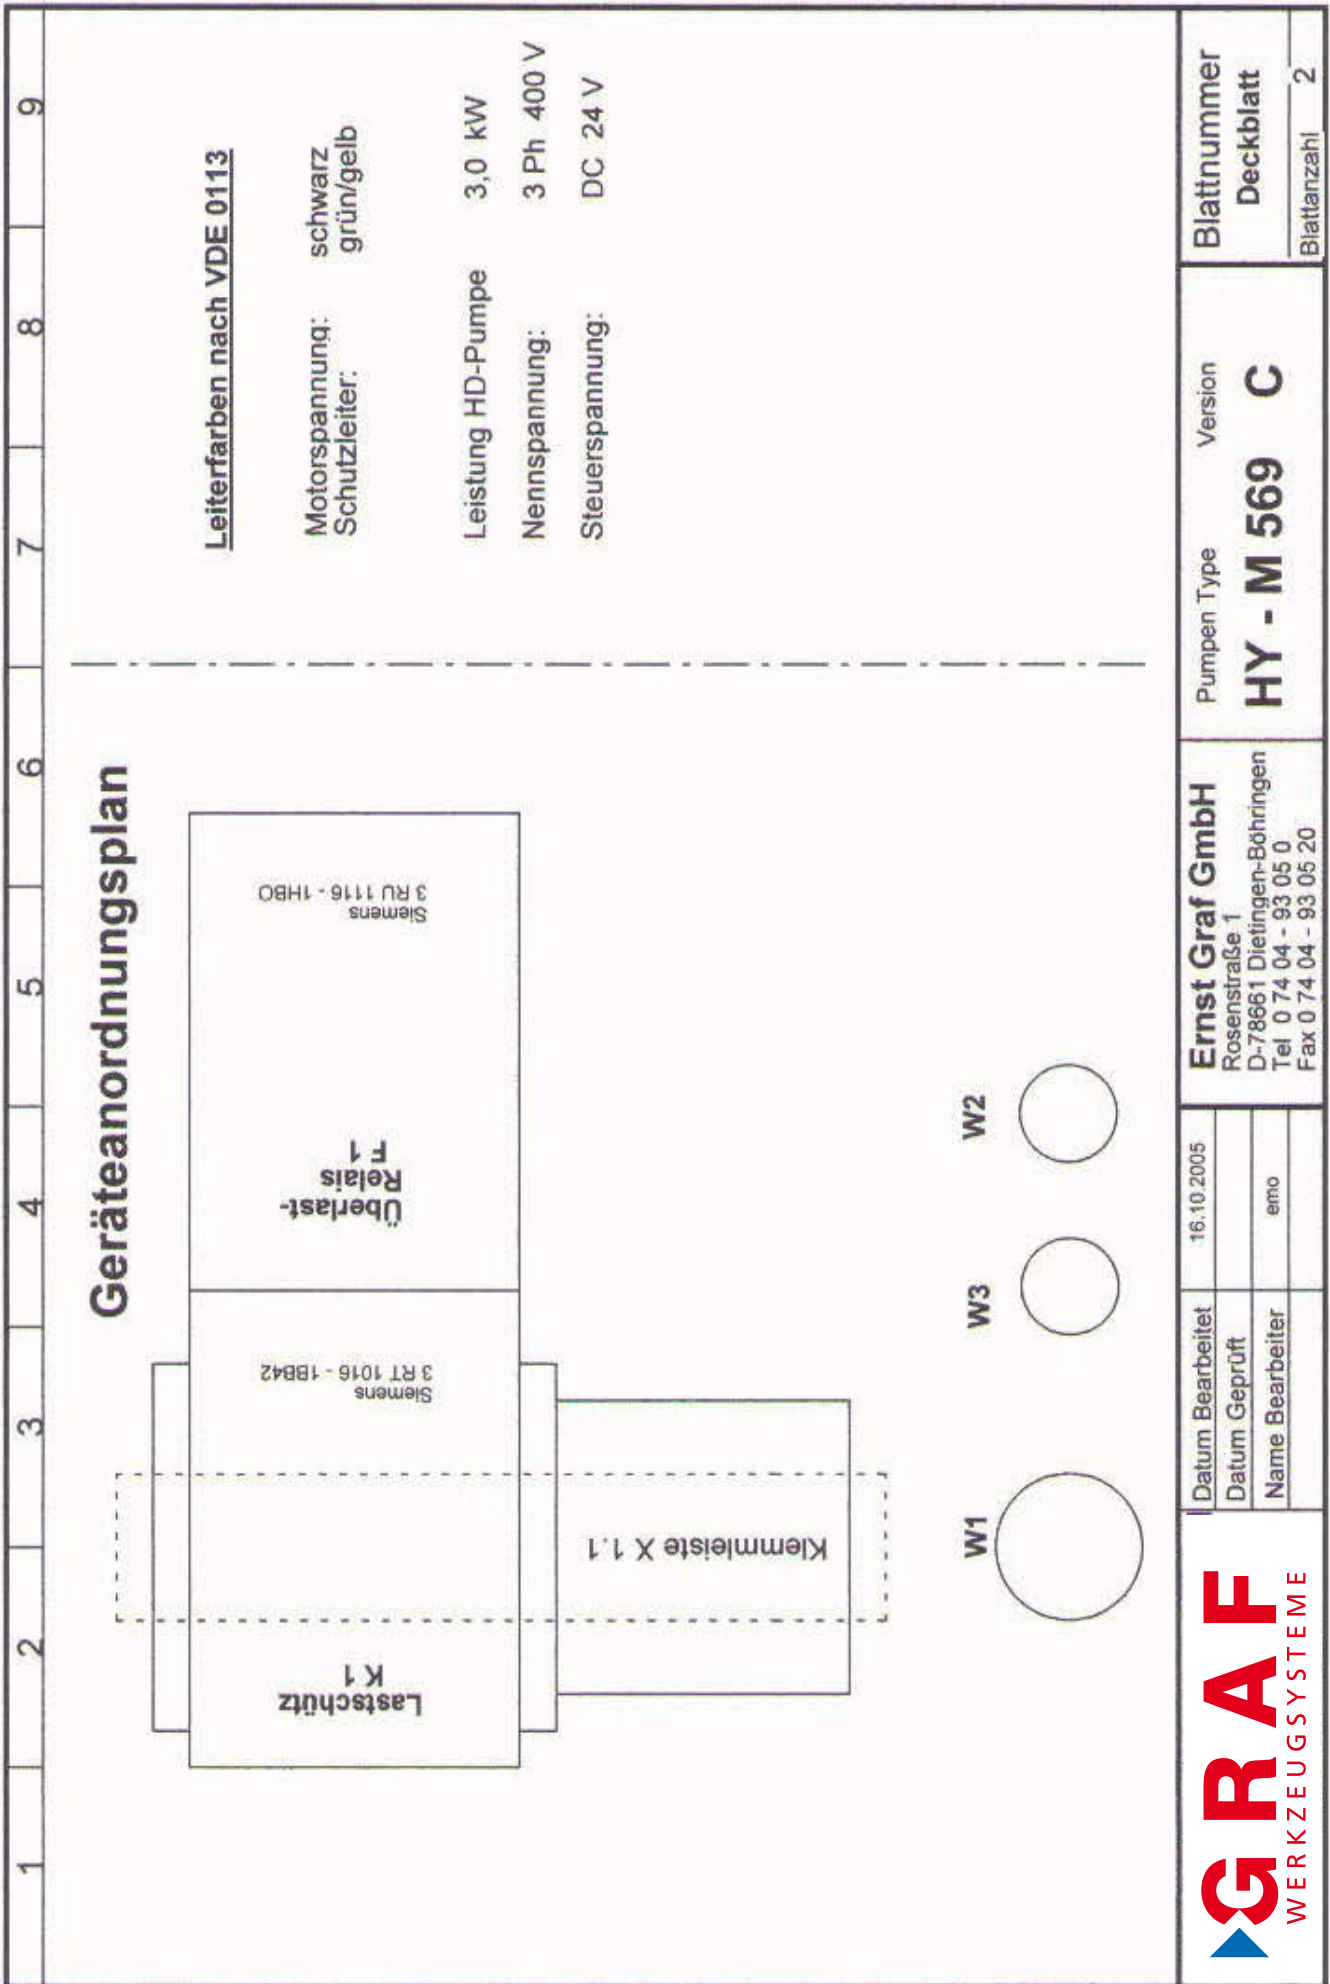 1 2 3 4 5 6 7 8 9
Geräteanordnungsplan
Lastschütz
K 1
Siemens
3 RT 1016 - 1BB42
Überlast-
Relais
F 1
Siemens
3 RU 1116 - 1HBO
Klemmleiste X 1.1
W1
W3
W2
Leiterfarben nach VDE 0113
Motorspannung: schwarz
Schutzleiter: grün/gelb
Leistung HD-Pumpe 3,0 kW
Nennspannung: 3 Ph 400 V
Steuerspannung: DC 24 V
GRAF
WERKZEUGSYSTEME
Datum Bearbeitet 16.10.2005
Datum Geprüft
Name Bearbeiter emo
Ernst Graf GmbH
Rosenstraße 1
D-78661 Dietingen-Böhringen
Tel 0 74 04 - 93 05 0
Fax 0 74 04 - 93 05 20
Pumpen Type Version
HY - M 569 C
Blattnummer
Deckblatt
Blattanzahl 2